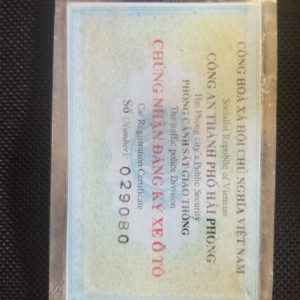 CỘNG HOÀ XÃ HỘI CHỦ NGHĨA VIỆT NAM
Socialist Republic of Vietnam
CÔNG AN THÀNH PHỐ HẢI PHÒNG
Hai Phong city's Public Security
PHÒNG CẢNH SÁT GIAO THÔNG
The traffic police Division
CHỨNG NHẬN ĐĂNG KÝ XE Ô TÔ
Car Registration Certificate
Số (Number): 029080